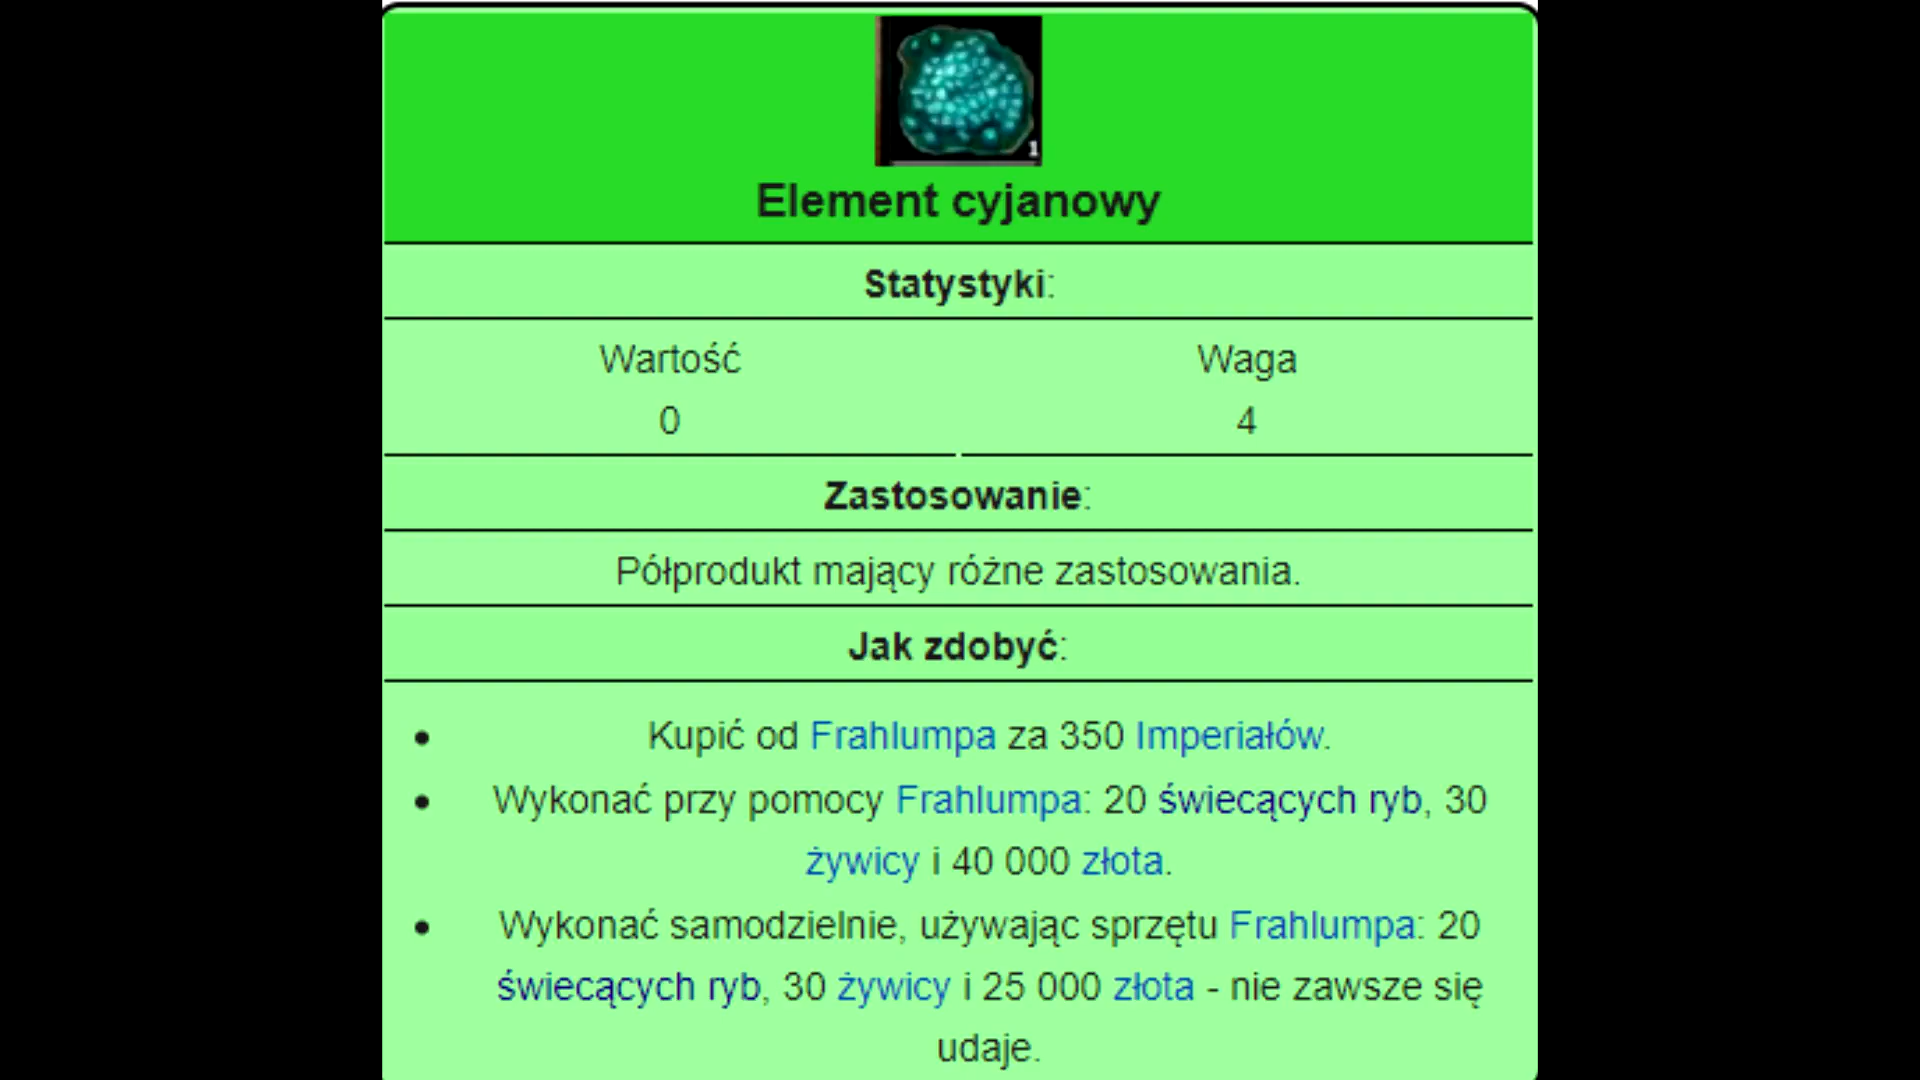 1
Element cyjanowy
Statystyki:
Wartość Waga
0 4
Zastosowanie:
Półprodukt mający różne zastosowania.
Jak zdobyć:
• Kupić od Frahlumpa za 350 Imperiałów.
• Wykonać przy pomocy Frahlumpa: 20 świecących ryb, 30
żywicy i 40 000 złota.
• Wykonać samodzielnie, używając sprzętu Frahlumpa: 20
świecących ryb, 30 żywicy i 25 000 złota - nie zawsze się
udaje.